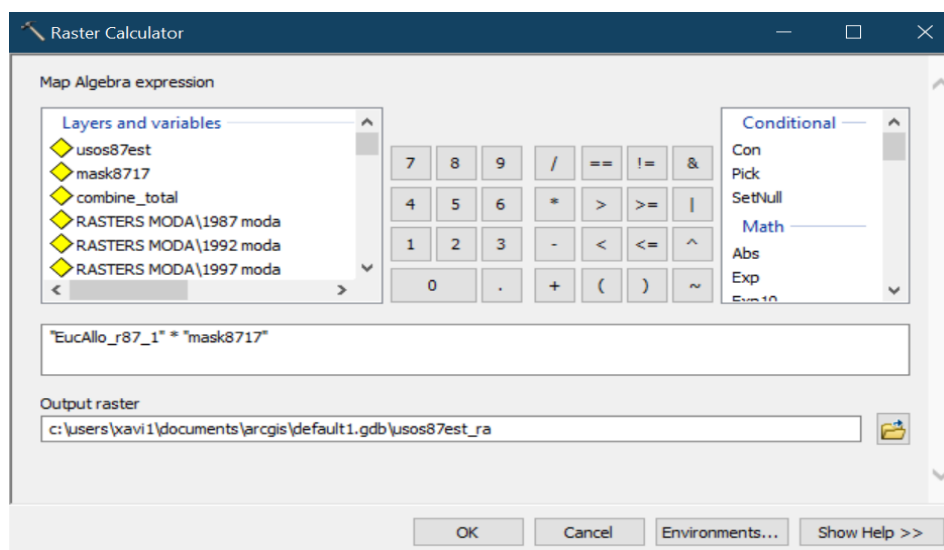 Raster Calculator
Map Algebra expression
Layers and variables
usos87est
mask8717
combine_total
RASTERS MODA\1987 moda
RASTERS MODA\1992 moda
RASTERS MODA\1997 moda
7 8 9 / == != &
4 5 6 * > >= |
1 2 3 - < <= ^
0 . + ( ) ~
Conditional
Con
Pick
SetNull
Math
Abs
Exp
Exp10
"EucAllo_r87_1" * "mask8717"
Output raster
c:\users\xavi1\documents\arcgis\default1.gdb\usos87est_ra
OK Cancel Environments... Show Help >>